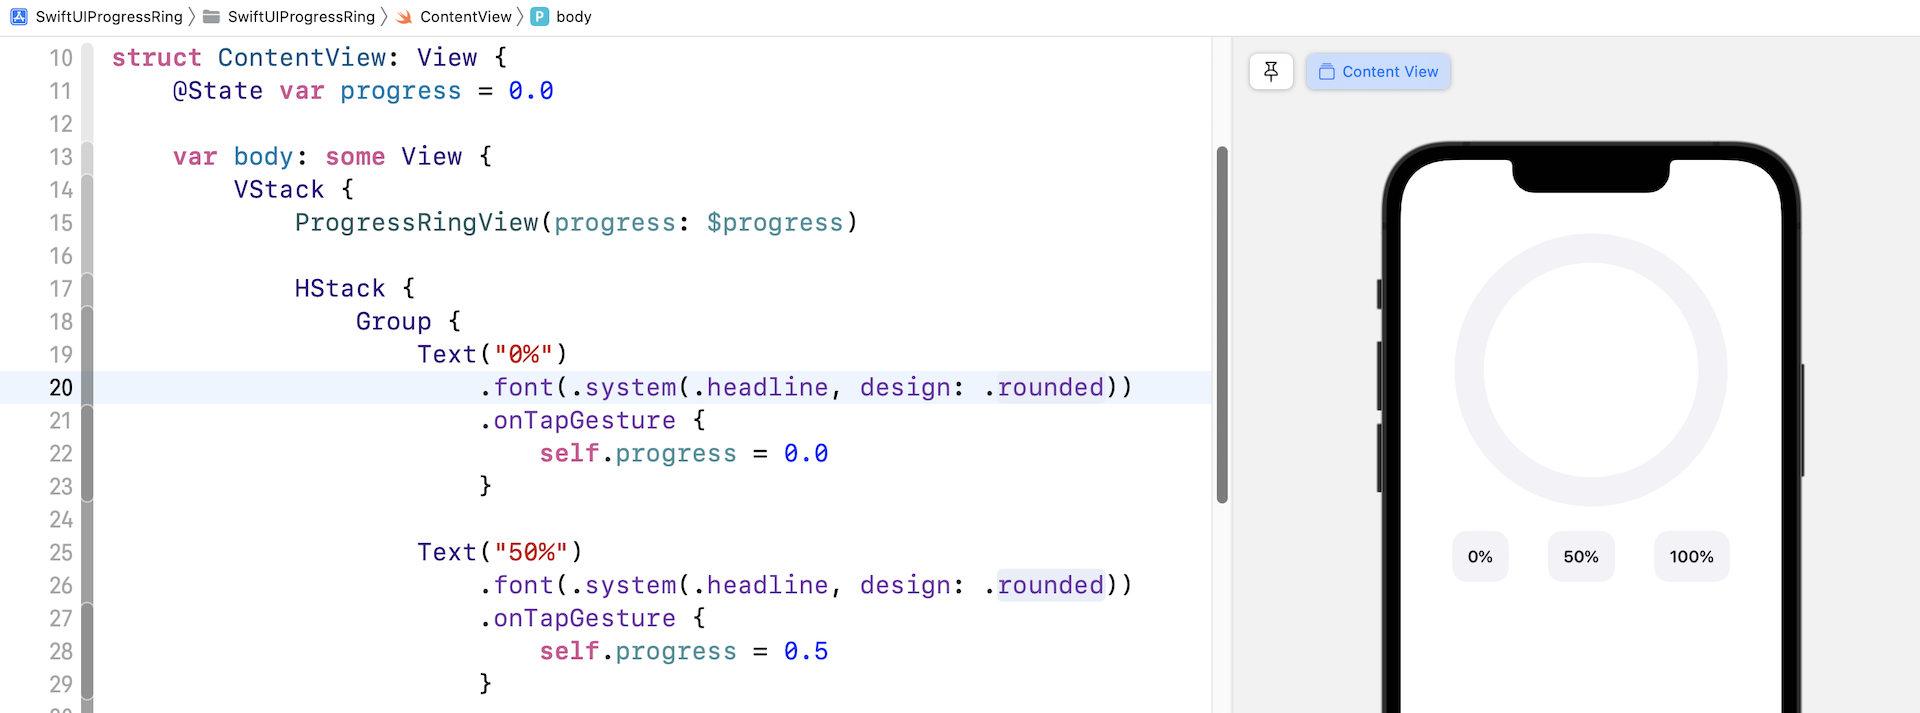 SwiftUIProgressRing SwiftUIProgressRing ContentView P body
10 struct ContentView: View {
11 @State var progress = 0.0
12
13 var body: some View {
14 VStack {
15 ProgressRingView(progress: $progress)
16
17 HStack {
18 Group {
19 Text("0%")
20 .font(.system(.headline, design: .rounded))
21 .onTapGesture {
22 self.progress = 0.0
23 }
24
25 Text("50%")
26 .font(.system(.headline, design: .rounded))
27 .onTapGesture {
28 self.progress = 0.5
29 }
Content View
0% 50% 100%